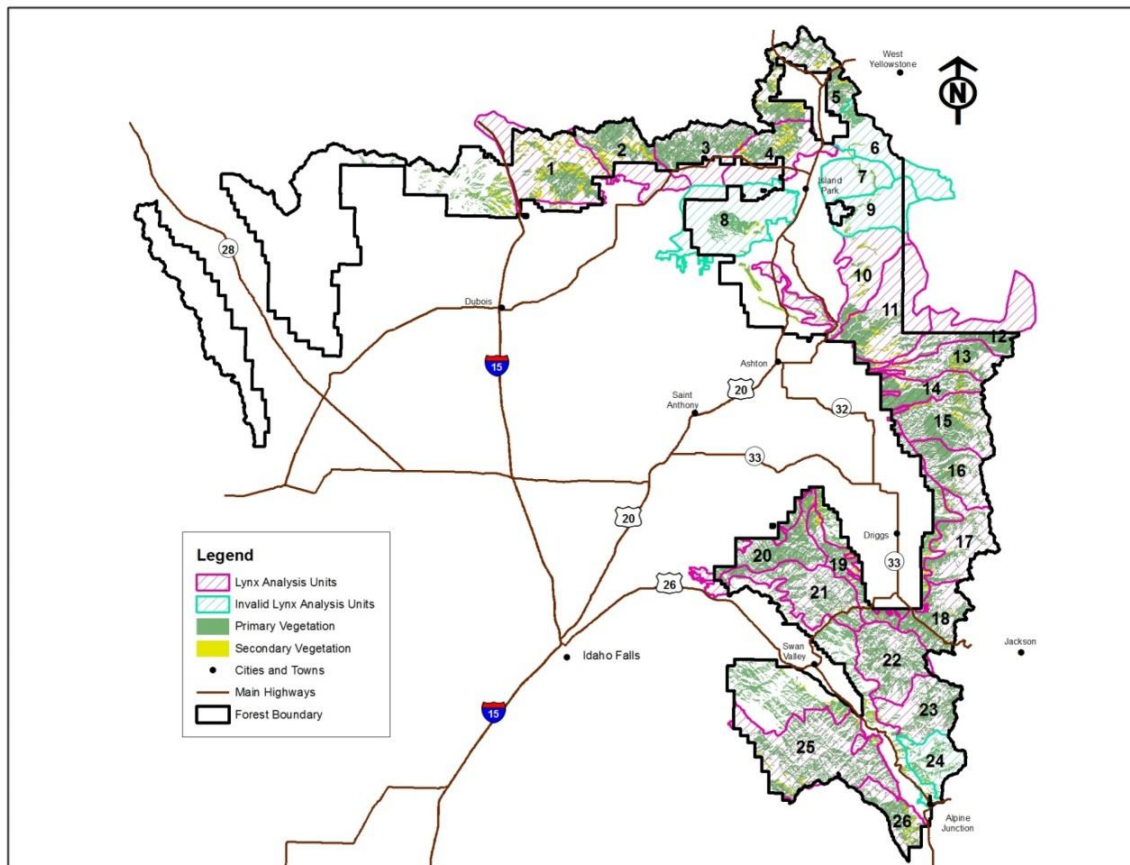 West
Yellowstone
N
5
6
1
2
3
4
7
Island
Park
8
9
28
10
11
Dubois
12
13
15
Ashton
14
20
Saint
Anthony
32
15
33
16
20
Driggs
17
Legend
Lynx Analysis Units
Invalid Lynx Analysis Units
Primary Vegetation
Secondary Vegetation
Cities and Towns
Main Highways
Forest Boundary
20
19
33
26
21
18
Jackson
Idaho Falls
Swan
Valley
22
15
23
25
24
Alpine
Junction
26